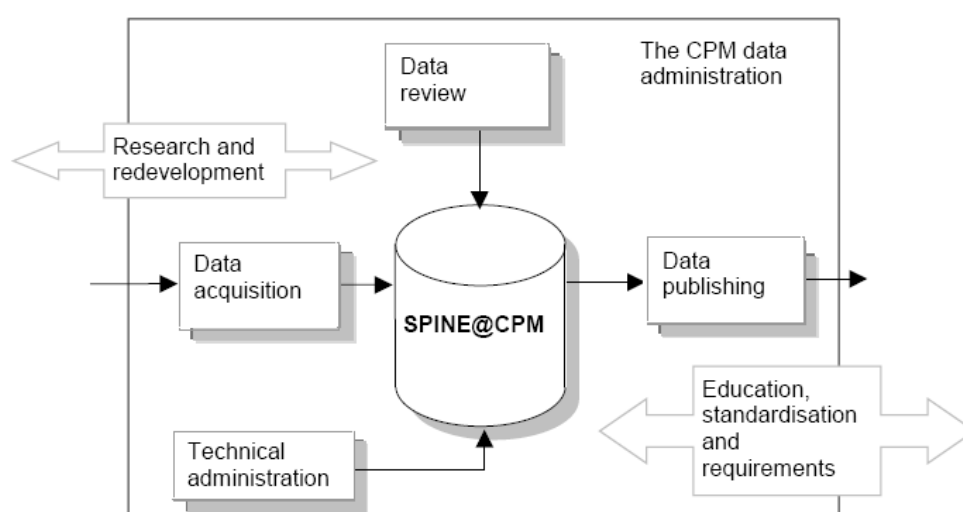 The CPM data
administration
Data
review
Research and
redevelopment
Data
acquisition
SPINE@CPM
Data
publishing
Education,
standardisation
and
requirements
Technical
administration